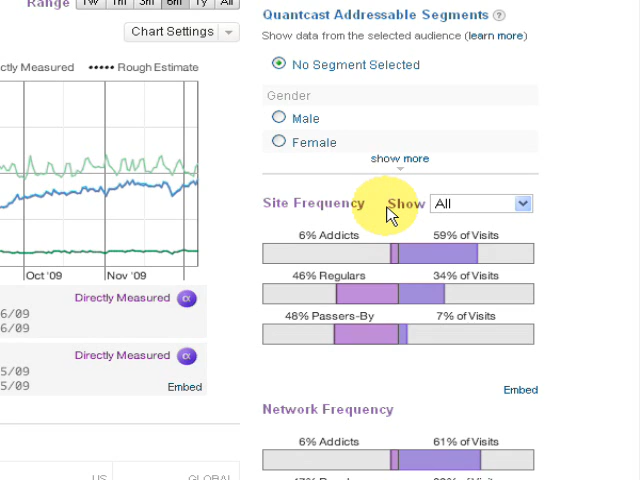 Range 1w 1m 3m 6m 1y All
Chart Settings
ctly Measured ••••• Rough Estimate
Oct '09 Nov '09
Directly Measured α
6/09
6/09
Directly Measured α
5/09
5/09 Embed
US GLOBAL
Quantcast Addressable Segments ?
Show data from the selected audience (learn more)
No Segment Selected
Gender
Male
Female
show more
Site Frequency Show All
6% Addicts 59% of Visits
46% Regulars 34% of Visits
48% Passers-By 7% of Visits
Embed
Network Frequency
6% Addicts 61% of Visits